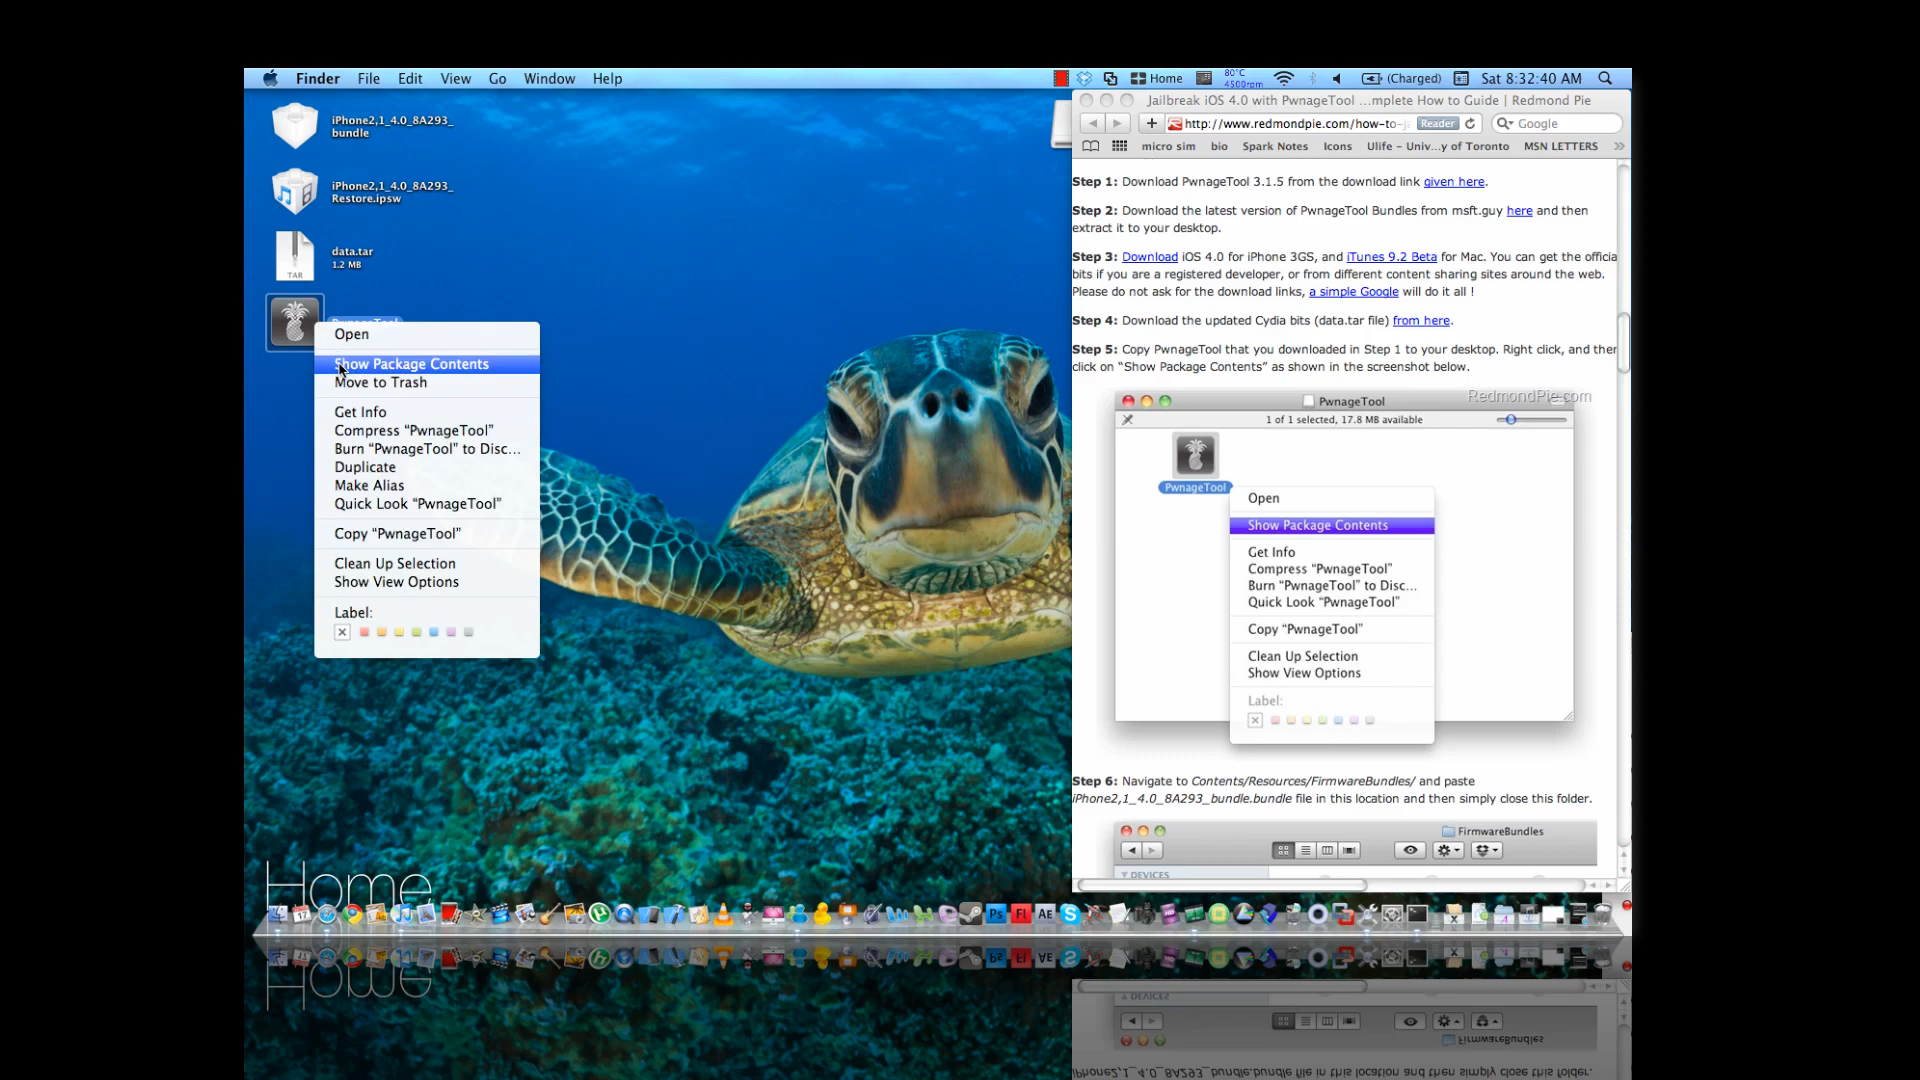 Finder File Edit View Go Window Help
80°C
4500rpm
Home
(Charged)
Sat 8:32:40 AM
iPhone2,1_4.0_8A293_
bundle
iPhone2,1_4.0_8A293_
Restore.ipsw
data.tar
1.2 MB
TAR
PwnageTool
Open
Show Package Contents
Move to Trash
Get Info
Compress “PwnageTool”
Burn “PwnageTool” to Disc...
Duplicate
Make Alias
Quick Look “PwnageTool”
Copy “PwnageTool”
Clean Up Selection
Show View Options
Label:
Home
Jailbreak iOS 4.0 with PwnageTool ...mplete How to Guide | Redmond Pie
http://www.redmondpie.com/how-to-j
Reader
Google
micro sim bio Spark Notes Icons Ulife – Univ...y of Toronto MSN LETTERS
Step 1: Download PwnageTool 3.1.5 from the download link given here.
Step 2: Download the latest version of PwnageTool Bundles from msft.guy here and then
extract it to your desktop.
Step 3: Download iOS 4.0 for iPhone 3GS, and iTunes 9.2 Beta for Mac. You can get the officia
bits if you are a registered developer, or from different content sharing sites around the web.
Please do not ask for the download links, a simple Google will do it all !
Step 4: Download the updated Cydia bits (data.tar file) from here.
Step 5: Copy PwnageTool that you downloaded in Step 1 to your desktop. Right click, and then
click on “Show Package Contents” as shown in the screenshot below.
RedmondPie.com
PwnageTool
1 of 1 selected, 17.8 MB available
PwnageTool
Open
Show Package Contents
Get Info
Compress “PwnageTool”
Burn “PwnageTool” to Disc...
Quick Look “PwnageTool”
Copy “PwnageTool”
Clean Up Selection
Show View Options
Label:
Step 6: Navigate to Contents/Resources/FirmwareBundles/ and paste
iPhone2,1_4.0_8A293_bundle.bundle file in this location and then simply close this folder.
FirmwareBundles
DEVICES
17
Ps
Fl
AE